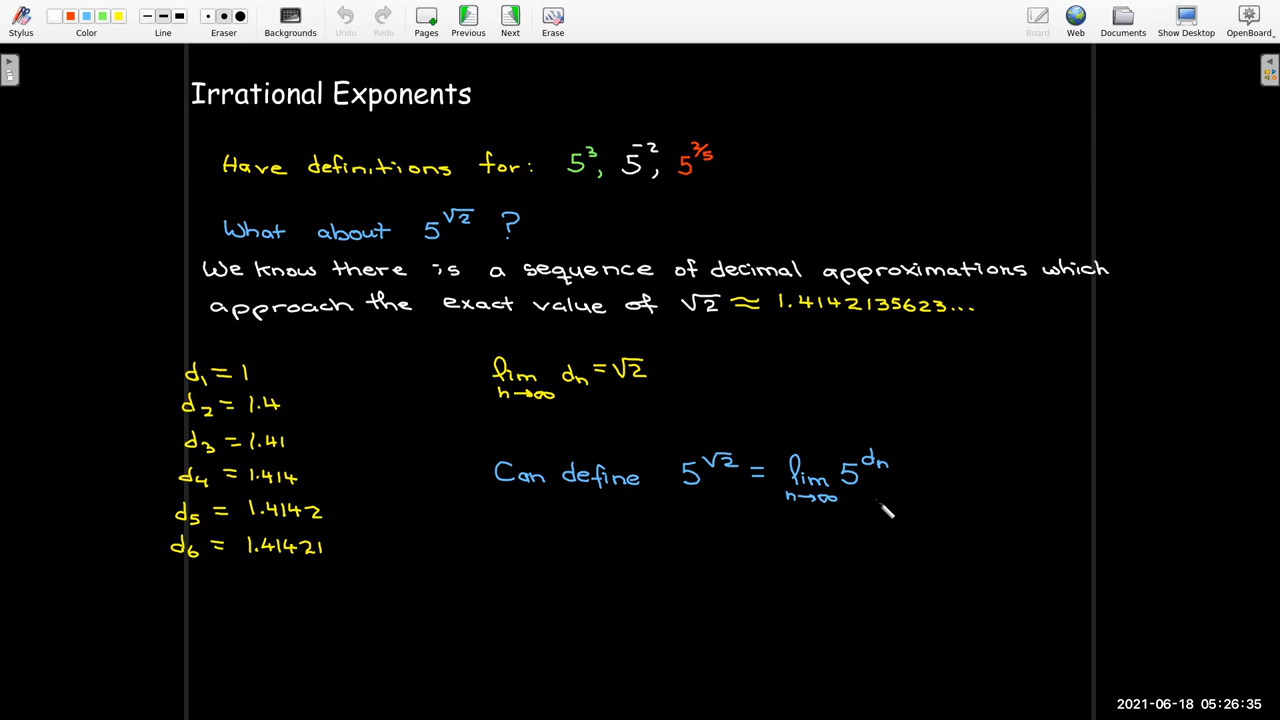 Stylus Color Line Eraser Backgrounds Undo Redo Pages Previous Next Erase Board Web Documents Show Desktop OpenBoard
Irrational Exponents
Have definitions for: 5³, 5⁻², 5^(2/5)
What about 5^√2 ?
We know there is a sequence of decimal approximations which
approach the exact value of √2 ≈ 1.4142135623...
d₁ = 1
lim n→∞ dn = √2
d₂ = 1.4
d₃ = 1.41
d₄ = 1.414
Can define 5^√2 = lim n→∞ 5^dn
d₅ = 1.4142
d₆ = 1.41421
2021-06-18 05:26:35